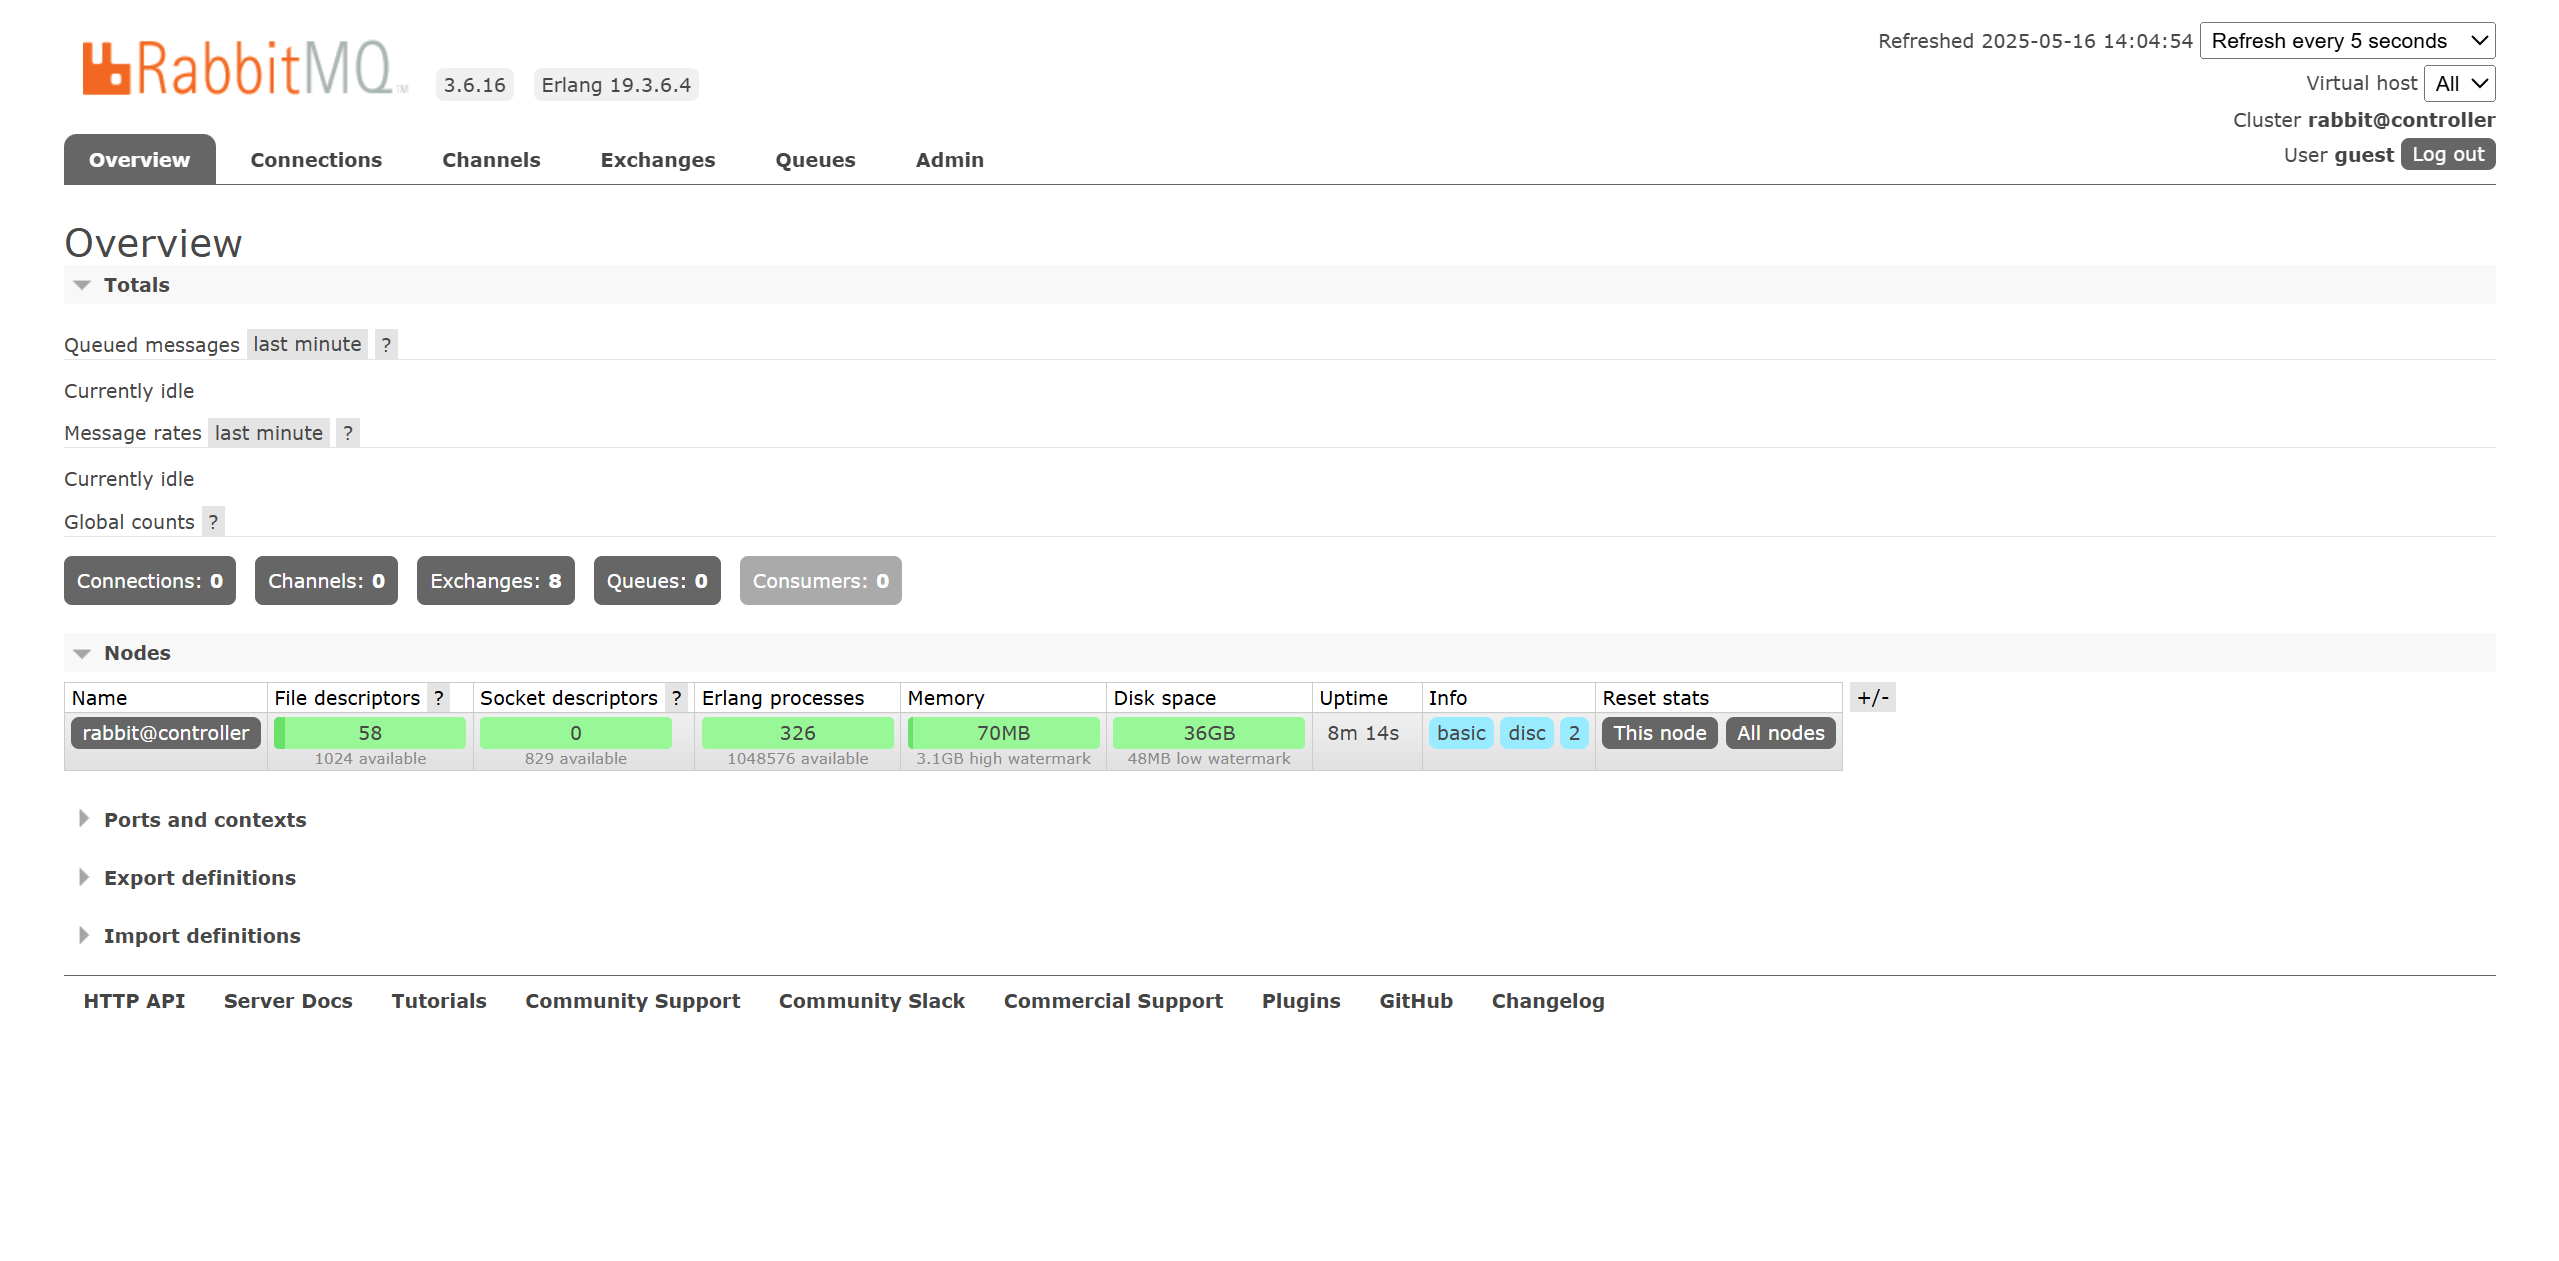 RabbitMQ™ 3.6.16 Erlang 19.3.6.4
Refreshed 2025-05-16 14:04:54 Refresh every 5 seconds
Virtual host All
Cluster rabbit@controller
User guest Log out
Overview Connections Channels Exchanges Queues Admin
Overview
Totals
Queued messages last minute ?
Currently idle
Message rates last minute ?
Currently idle
Global counts ?
Connections: 0 Channels: 0 Exchanges: 8 Queues: 0 Consumers: 0
Nodes
Name File descriptors ? Socket descriptors ? Erlang processes Memory Disk space Uptime Info Reset stats +/-
rabbit@controller 58 0 326 70MB 36GB 8m 14s basic disc 2 This node All nodes
1024 available 829 available 1048576 available 3.1GB high watermark 48MB low watermark
Ports and contexts
Export definitions
Import definitions
HTTP API Server Docs Tutorials Community Support Community Slack Commercial Support Plugins GitHub Changelog